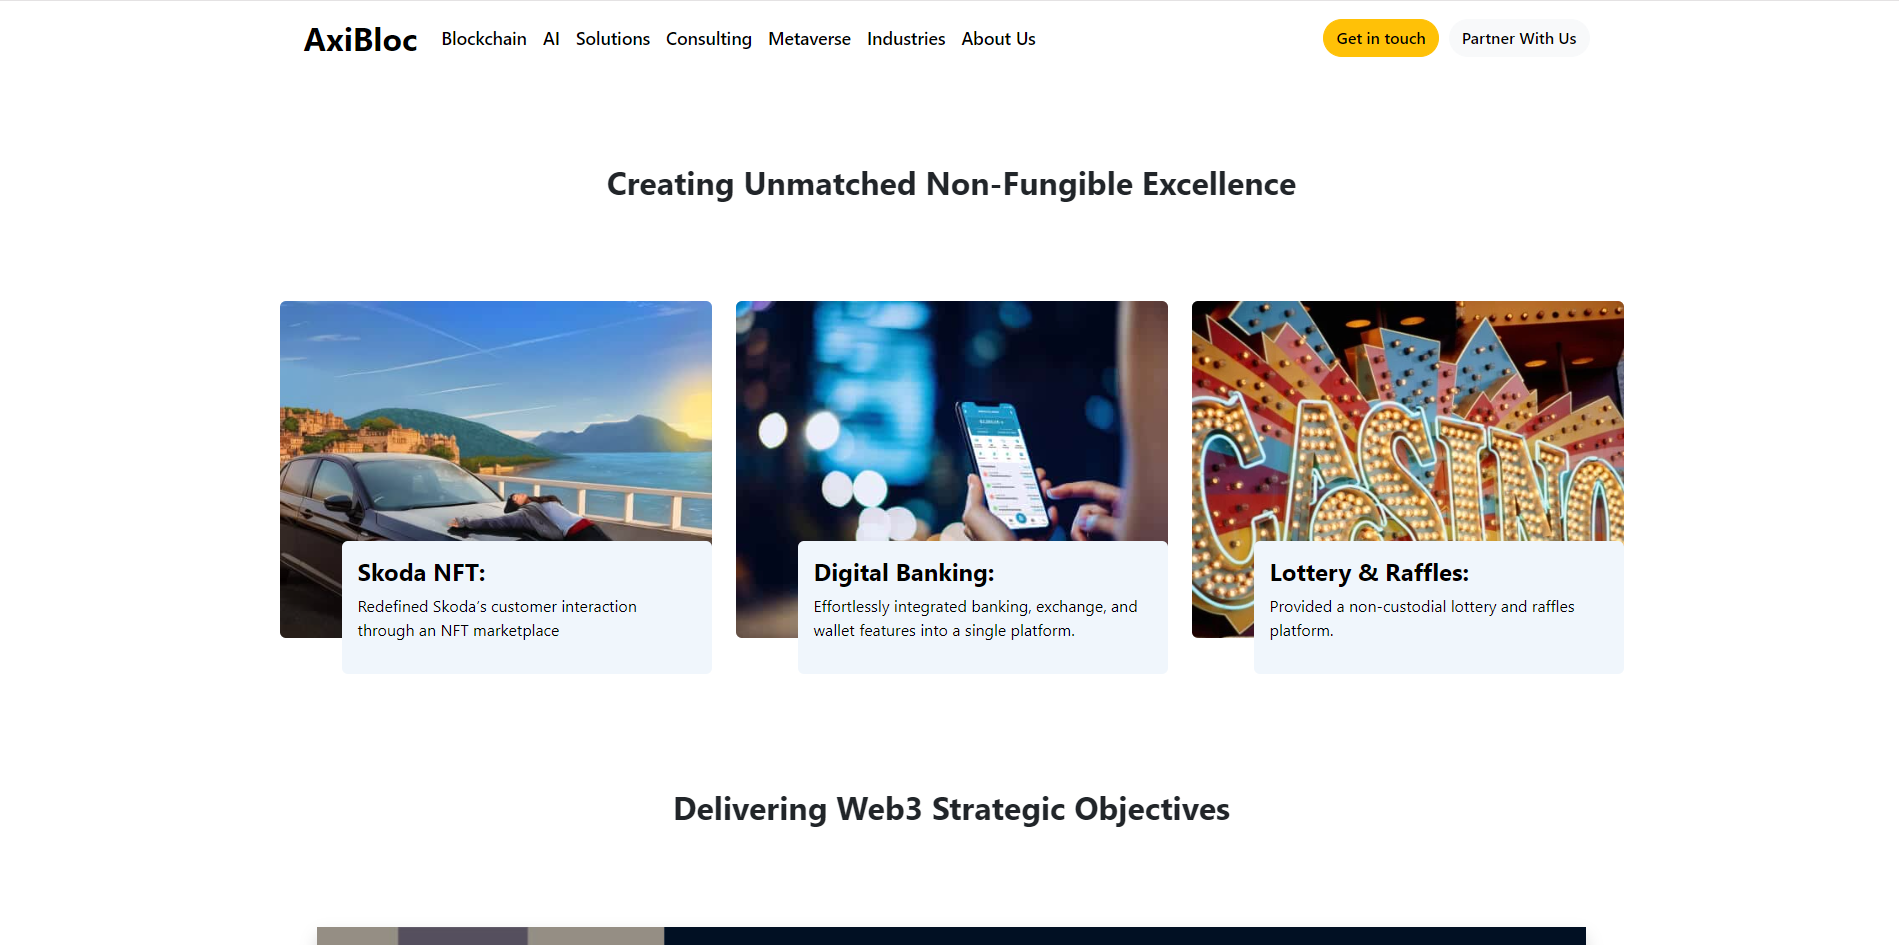 AxiBloc Blockchain AI Solutions Consulting Metaverse Industries About Us Get in touch Partner With Us
Creating Unmatched Non-Fungible Excellence
CASINO
Skoda NFT:
Redefined Skoda's customer interaction
through an NFT marketplace
Digital Banking:
Effortlessly integrated banking, exchange, and
wallet features into a single platform.
Lottery & Raffles:
Provided a non-custodial lottery and raffles
platform.
Delivering Web3 Strategic Objectives